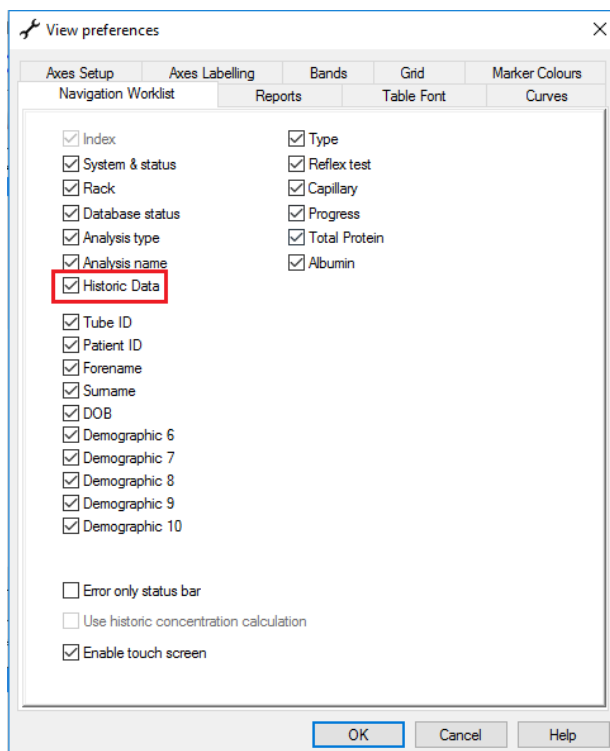 View preferences
Axes Setup Axes Labelling Bands Grid Marker Colours
Navigation Worklist Reports Table Font Curves
Index
System & status
Rack
Database status
Analysis type
Analysis name
Historic Data
Type
Reflex test
Capillary
Progress
Total Protein
Albumin
Tube ID
Patient ID
Forename
Surname
DOB
Demographic 6
Demographic 7
Demographic 8
Demographic 9
Demographic 10
Error only status bar
Use historic concentration calculation
Enable touch screen
OK Cancel Help